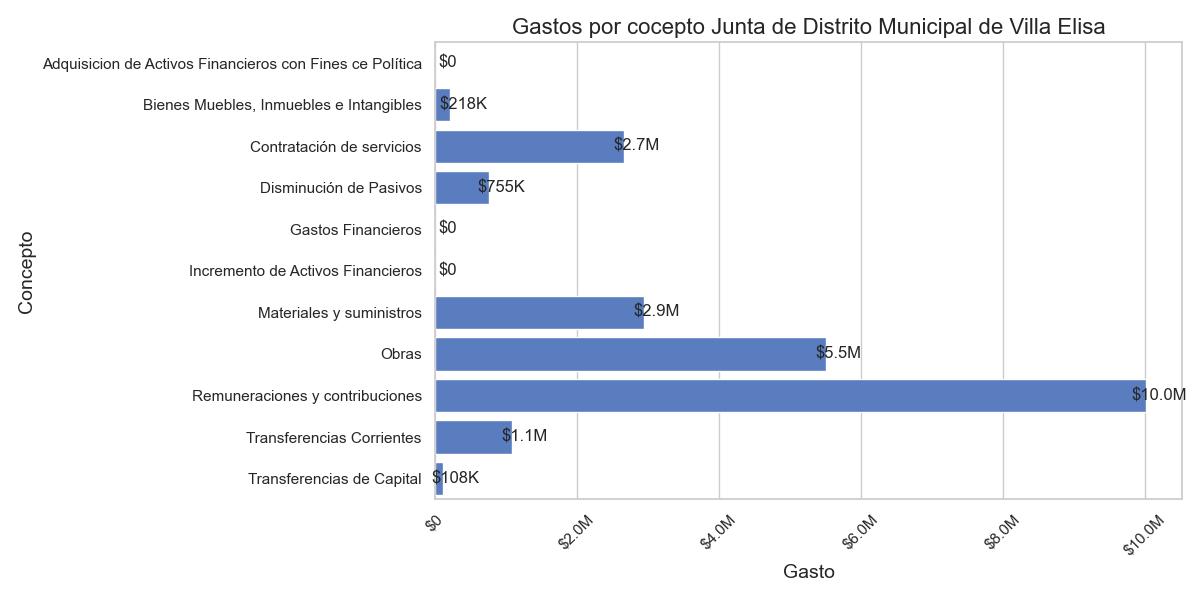 Gastos por cocepto Junta de Distrito Municipal de Villa Elisa
Concepto
Adquisicion de Activos Financieros con Fines ce Política $0
Bienes Muebles, Inmuebles e Intangibles $218K
Contratación de servicios $2.7M
Disminución de Pasivos $755K
Gastos Financieros $0
Incremento de Activos Financieros $0
Materiales y suministros $2.9M
Obras $5.5M
Remuneraciones y contribuciones $10.0M
Transferencias Corrientes $1.1M
Transferencias de Capital $108K
$0 $2.0M $4.0M $6.0M $8.0M $10.0M
Gasto